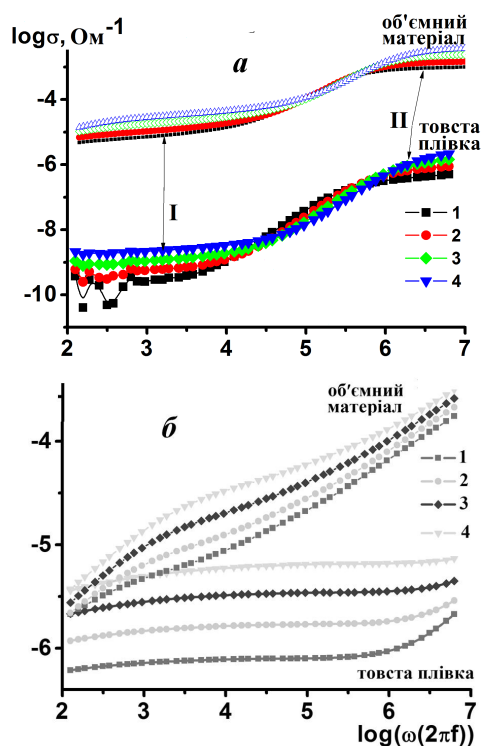 об'ємний
матеріал
logσ, Ом⁻¹
а
-4
II
товста
плівка
-6
I
1
-8
2
3
4
-10
2 3 4 5 6 7
б
об'ємний
матеріал
-4
1
2
3
4
-5
-6
товста плівка
2 3 4 5 6 7
log(ω(2πf)